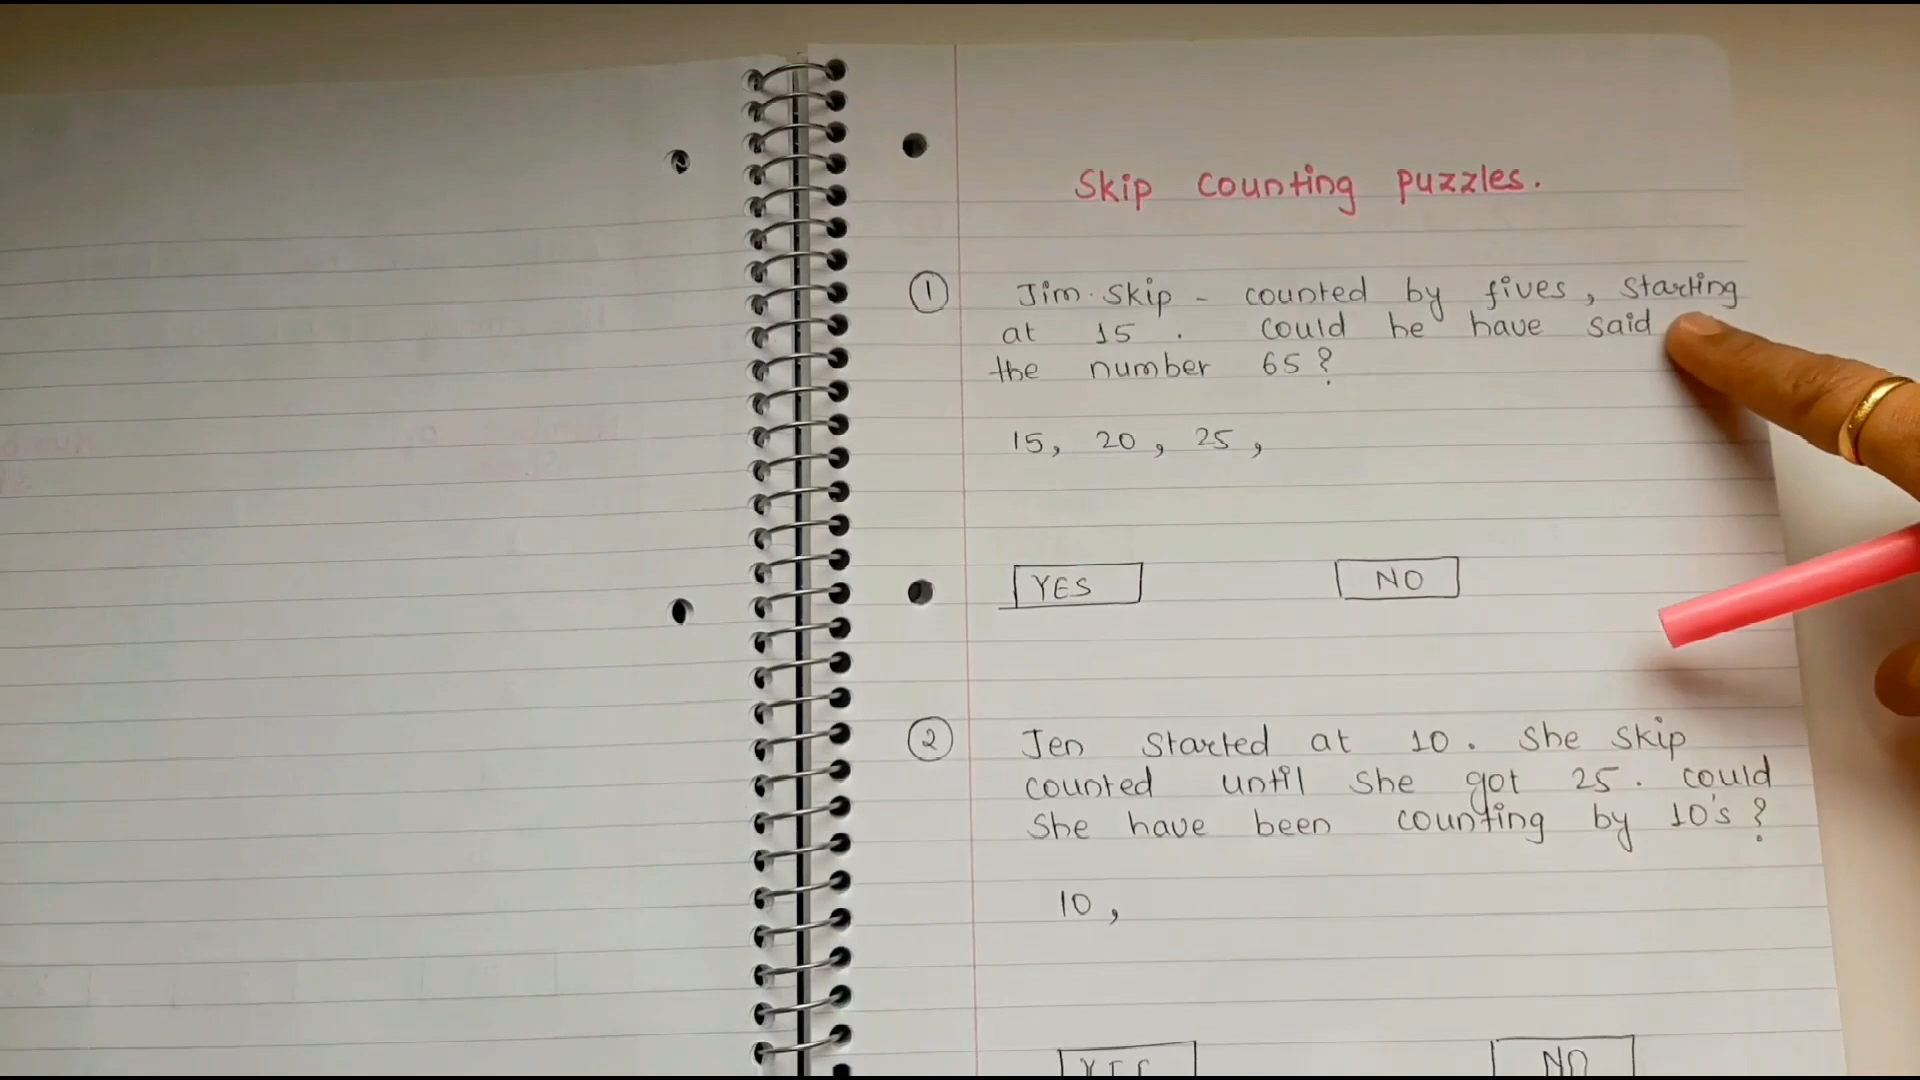 Skip counting puzzles.
1 Jim skip - counted by fives, starting
at 15. could he have said
the number 65?
15, 20, 25,
YES NO
2 Jen started at 10. She skip
counted until she got 25. could
she have been counting by 10's?
10,
YES NO